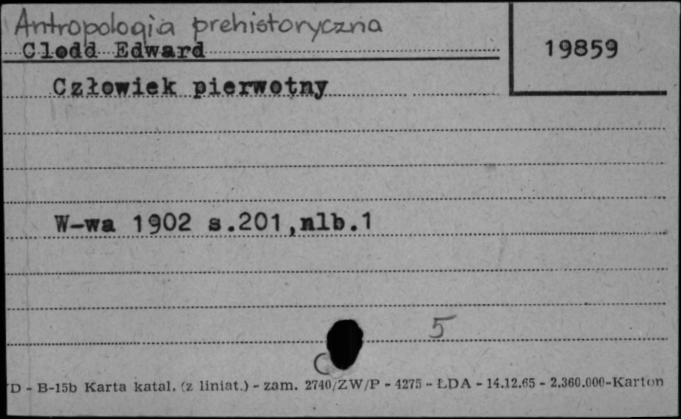 Antropologia prehistoryczna
Clodd Edward
19859
Człowiek pierwotny
W-wa 1902 s.201,nlb.1
5
C
D - B-15b Karta katal. (z liniat.) - zam. 2740/ZW/P - 4275 - LDA - 14.12.65 - 2.360.000-Karton